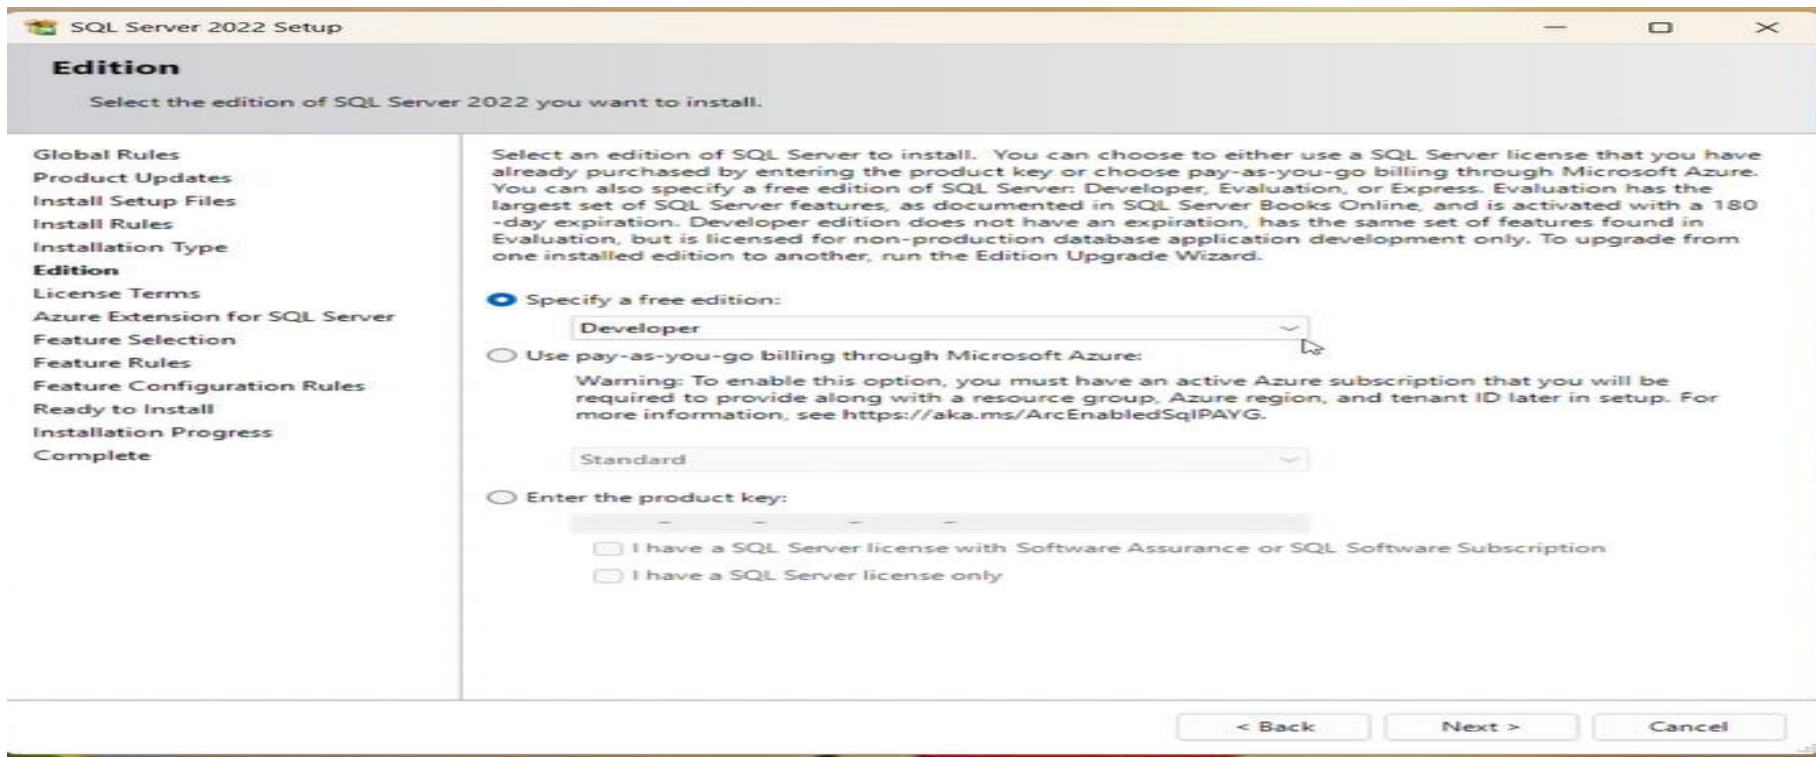 SQL Server 2022 Setup
Edition
Select the edition of SQL Server 2022 you want to install.
Global Rules
Product Updates
Install Setup Files
Install Rules
Installation Type
Edition
License Terms
Azure Extension for SQL Server
Feature Selection
Feature Rules
Feature Configuration Rules
Ready to Install
Installation Progress
Complete
Select an edition of SQL Server to install. You can choose to either use a SQL Server license that you have
already purchased by entering the product key or choose pay-as-you-go billing through Microsoft Azure.
You can also specify a free edition of SQL Server: Developer, Evaluation, or Express. Evaluation has the
largest set of SQL Server features, as documented in SQL Server Books Online, and is activated with a 180
-day expiration. Developer edition does not have an expiration, has the same set of features found in
Evaluation, but is licensed for non-production database application development only. To upgrade from
one installed edition to another, run the Edition Upgrade Wizard.
Specify a free edition:
Developer
Use pay-as-you-go billing through Microsoft Azure:
Warning: To enable this option, you must have an active Azure subscription that you will be
required to provide along with a resource group, Azure region, and tenant ID later in setup. For
more information, see https://aka.ms/ArcEnabledSqlPAYG.
Standard
Enter the product key:
- - - -
I have a SQL Server license with Software Assurance or SQL Software Subscription
I have a SQL Server license only
< Back
Next >
Cancel